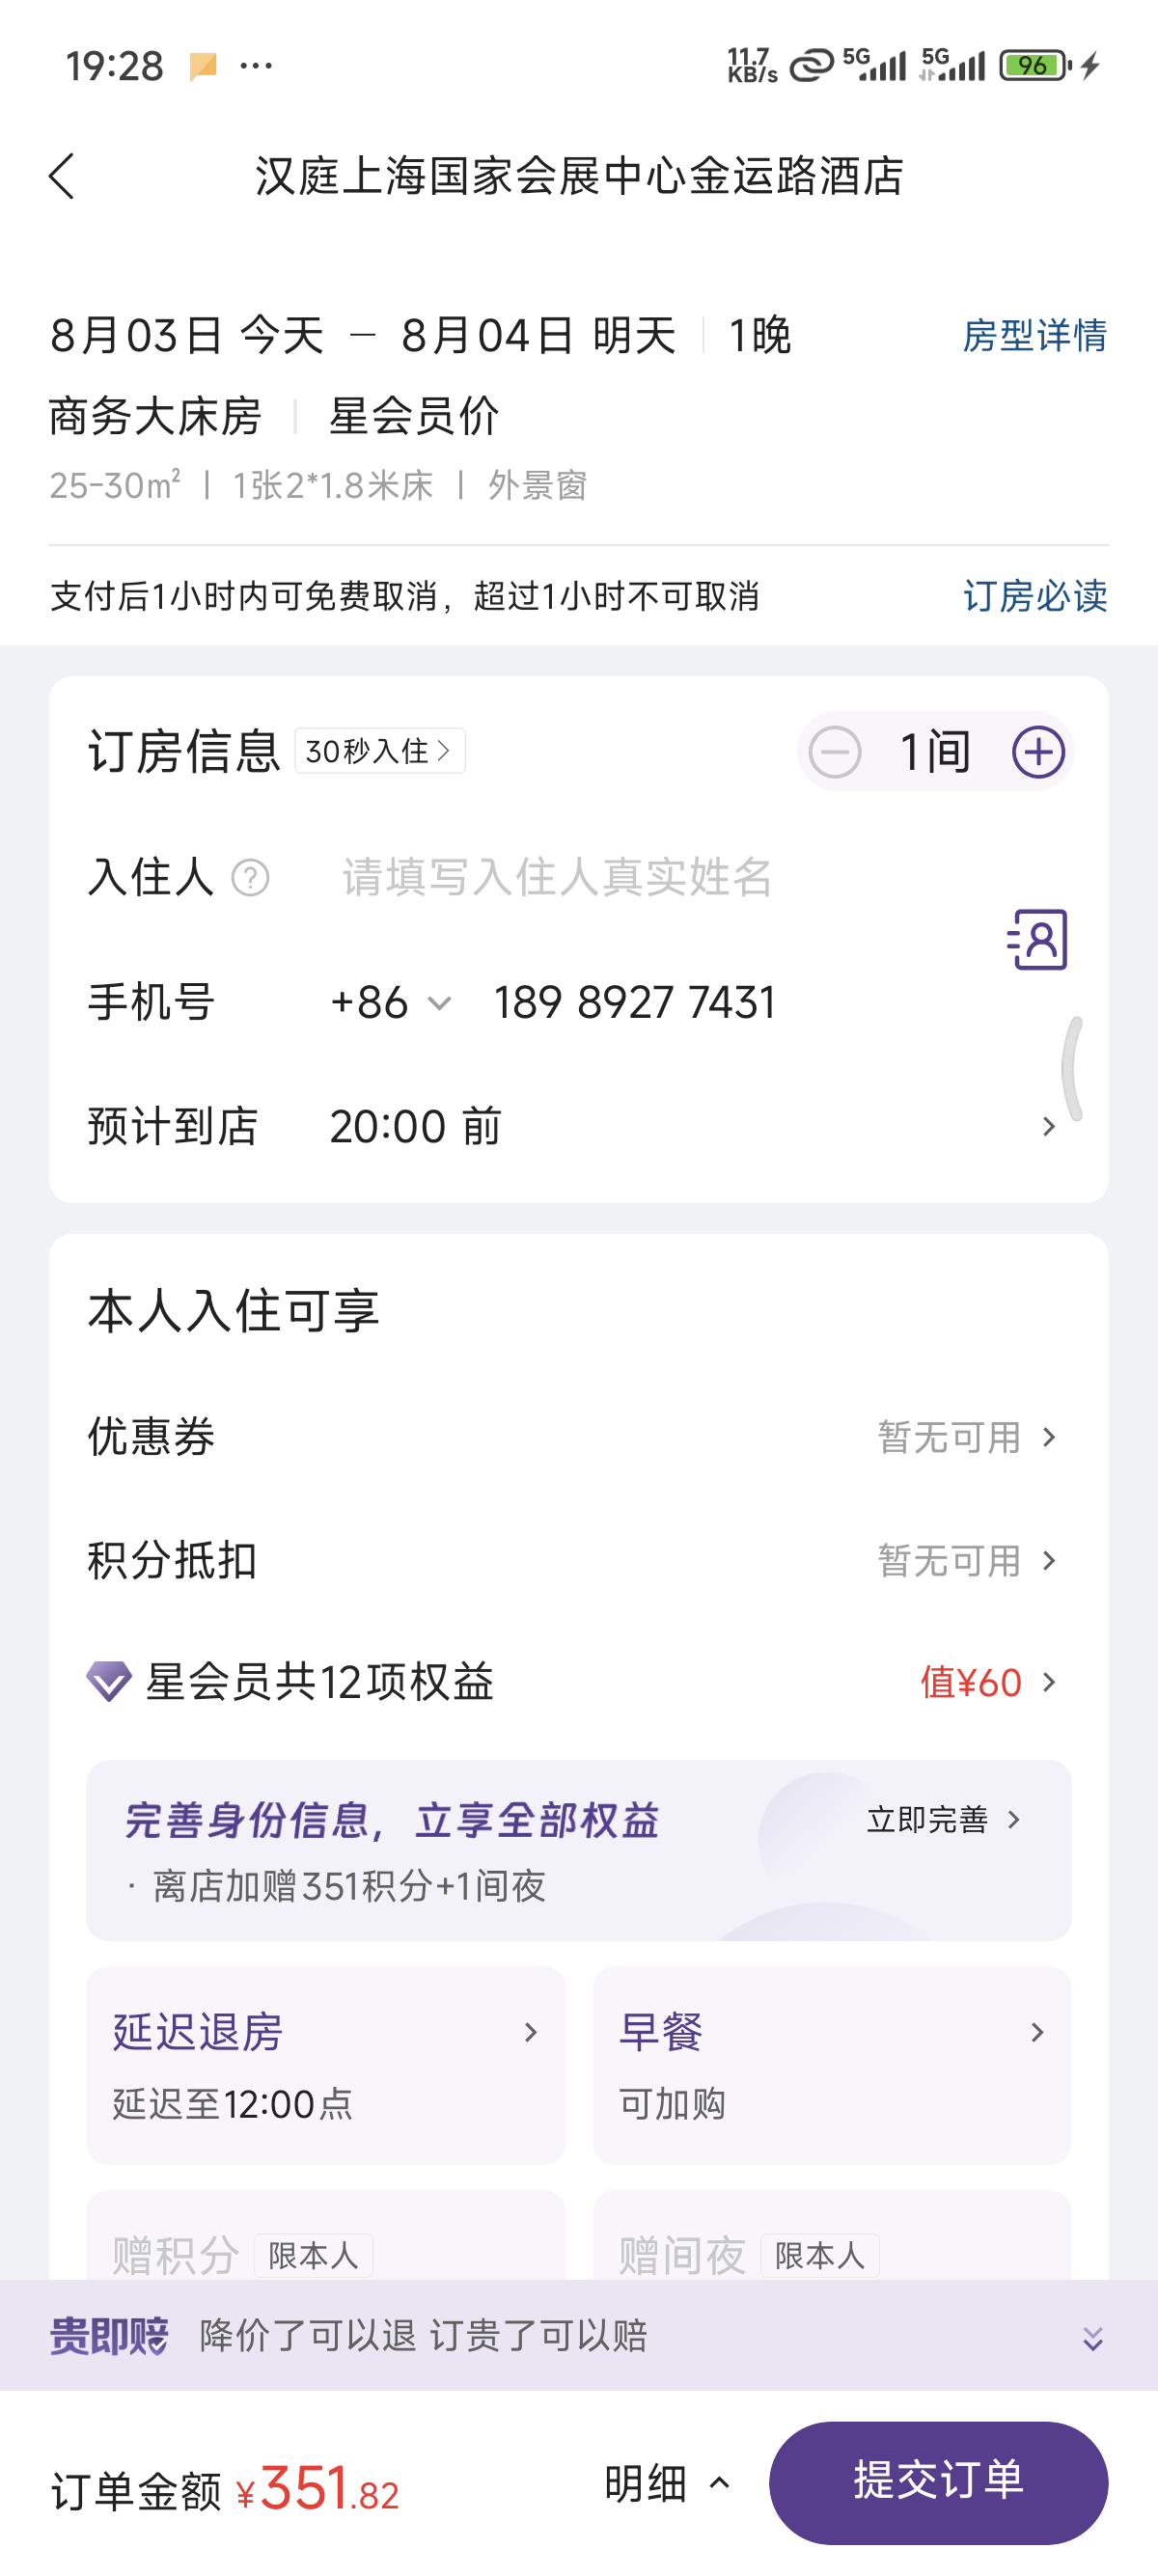 19:28 ··· 11.7 KB/s 5G 5G 96
汉庭上海国家会展中心金运路酒店
8月03日 今天 — 8月04日 明天 | 1晚 房型详情
商务大床房 | 星会员价
25-30㎡ | 1张2*1.8米床 | 外景窗
支付后1小时内可免费取消，超过1小时不可取消 订房必读
订房信息 30秒入住 1间
入住人 ? 请填写入住人真实姓名
手机号 +86 189 8927 7431
预计到店 20:00 前
本人入住可享
优惠券 暂无可用
积分抵扣 暂无可用
星会员共12项权益 值¥60
完善身份信息，立享全部权益 立即完善
· 离店加赠351积分+1间夜
延迟退房 早餐
延迟至12:00点 可加购
赠积分 限本人 赠间夜 限本人
贵即赔 降价了可以退 订贵了可以赔
订单金额 ¥351.82 明细 提交订单